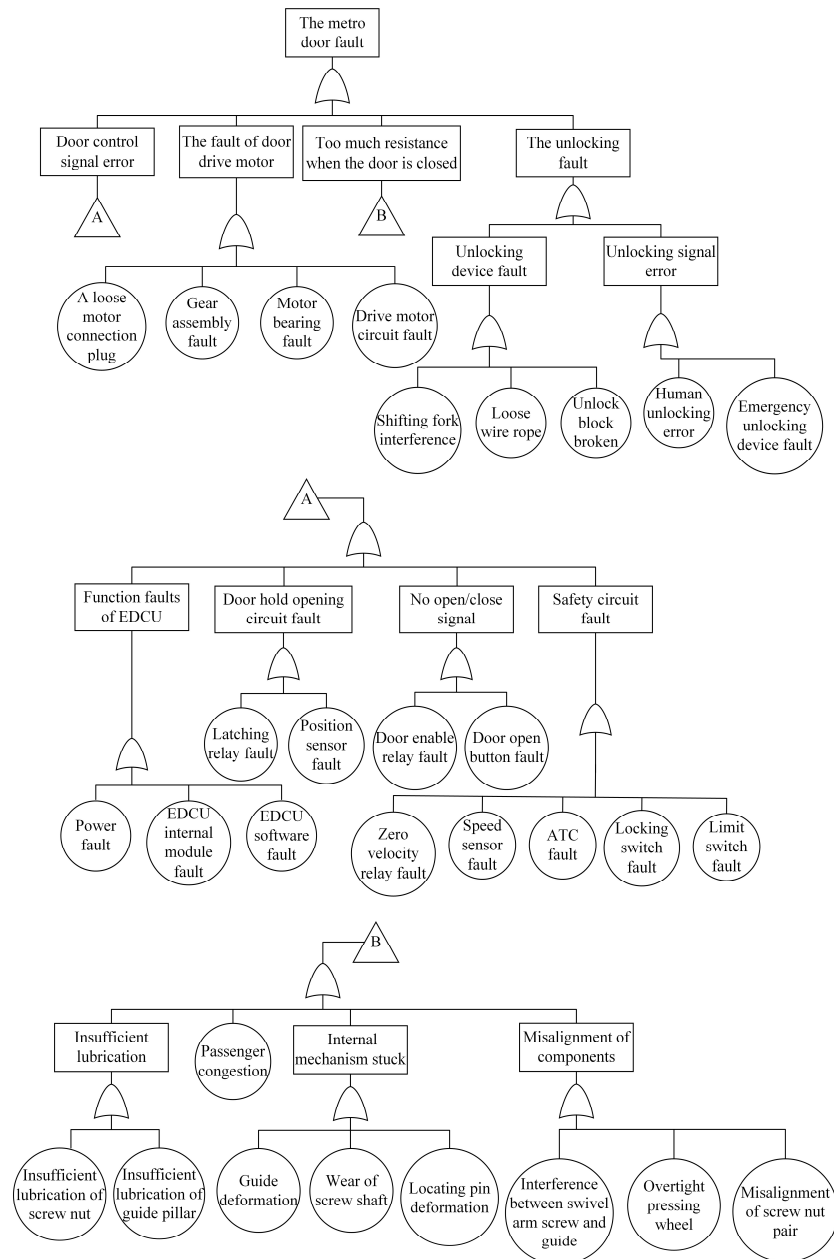 The metro
door fault
Door control
signal error
The fault of door
drive motor
Too much resistance
when the door is closed
The unlocking
fault
A
B
Unlocking
device fault
Unlocking signal
error
A loose
motor
connection
plug
Gear
assembly
fault
Motor
bearing
fault
Drive motor
circuit fault
Shifting fork
interference
Loose
wire rope
Unlock
block
broken
Human
unlocking
error
Emergency
unlocking
device fault
A
Function faults
of EDCU
Door hold opening
circuit fault
No open/close
signal
Safety circuit
fault
Latching
relay fault
Position
sensor
fault
Door enable
relay fault
Door open
button fault
Power
fault
EDCU
internal
module
fault
EDCU
software
fault
Zero
velocity
relay fault
Speed
sensor
fault
ATC
fault
Locking
switch
fault
Limit
switch
fault
B
Insufficient
lubrication
Passenger
congestion
Internal
mechanism stuck
Misalignment of
components
Insufficient
lubrication of
screw nut
Insufficient
lubrication of
guide pillar
Guide
deformation
Wear of
screw shaft
Locating pin
deformation
Interference
between swivel
arm screw and
guide
Overtight
pressing
wheel
Misalignment
of screw nut
pair